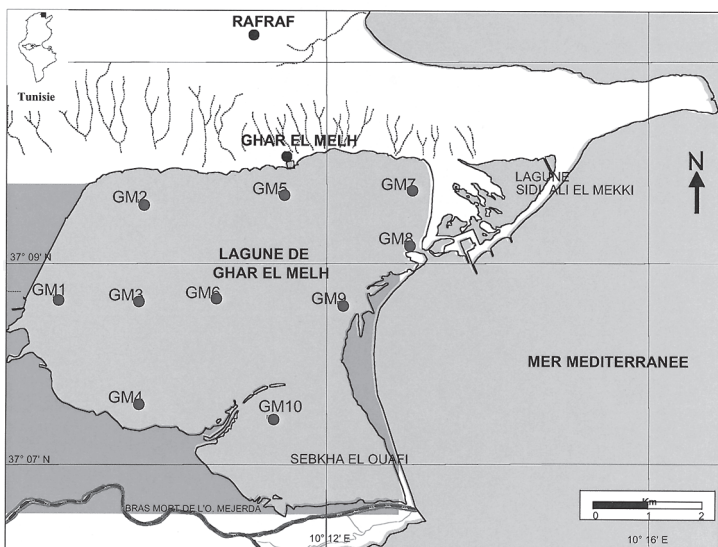 RAFRAF
Tunisie
GHAR EL MELH
N
LAGUNE
SIDI ALI EL MEKKI
GM2
GM5
GM7
GM8
LAGUNE DE
GHAR EL MELH
37° 09' N
GM1
GM3
GM6
GM9
MER MEDITERRANEE
GM4
GM10
SEBKHA EL OUAFI
37° 07' N
BRAS MORT DE L'O. MEJERDA
Km
0 1 2
10° 12' E
10° 16' E